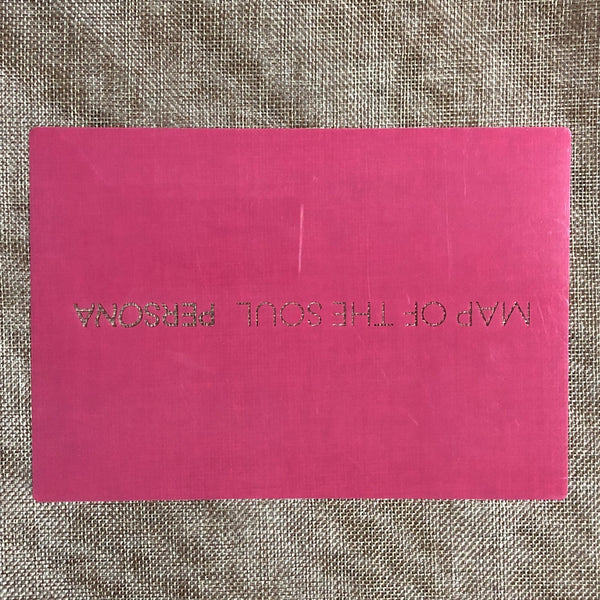 MAP OF THE SOUL PERSONA